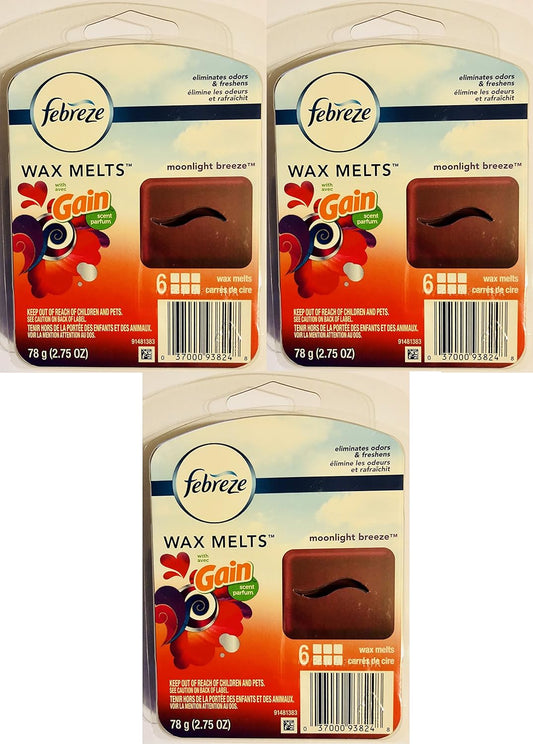 eliminates odors
& freshens
élimine les odeurs
et rafraîchit
febreze
WAX MELTS™
moonlight breeze™
with
avec
Gain
scent
parfum
6 wax melts
carrés de cire
KEEP OUT OF REACH OF CHILDREN AND PETS.
SEE CAUTION ON BACK OF LABEL.
TENIR HORS DE LA PORTÉE DES ENFANTS ET DES ANIMAUX.
VOIR LA MENTION ATTENTION AU DOS.
91481383
78 g (2.75 OZ)
0 37000 93824 8
eliminates odors
& freshens
élimine les odeurs
et rafraîchit
febreze
WAX MELTS™
moonlight breeze™
with
avec
Gain
scent
parfum
6 wax melts
carrés de cire
KEEP OUT OF REACH OF CHILDREN AND PETS.
SEE CAUTION ON BACK OF LABEL.
TENIR HORS DE LA PORTÉE DES ENFANTS ET DES ANIMAUX.
VOIR LA MENTION ATTENTION AU DOS.
91481383
78 g (2.75 OZ)
0 37000 93824 8
eliminates odors
& freshens
élimine les odeurs
et rafraîchit
febreze
WAX MELTS™
moonlight breeze™
with
avec
Gain
scent
parfum
6 wax melts
carrés de cire
KEEP OUT OF REACH OF CHILDREN AND PETS.
SEE CAUTION ON BACK OF LABEL.
TENIR HORS DE LA PORTÉE DES ENFANTS ET DES ANIMAUX.
VOIR LA MENTION ATTENTION AU DOS.
91481383
78 g (2.75 OZ)
0 37000 93824 8